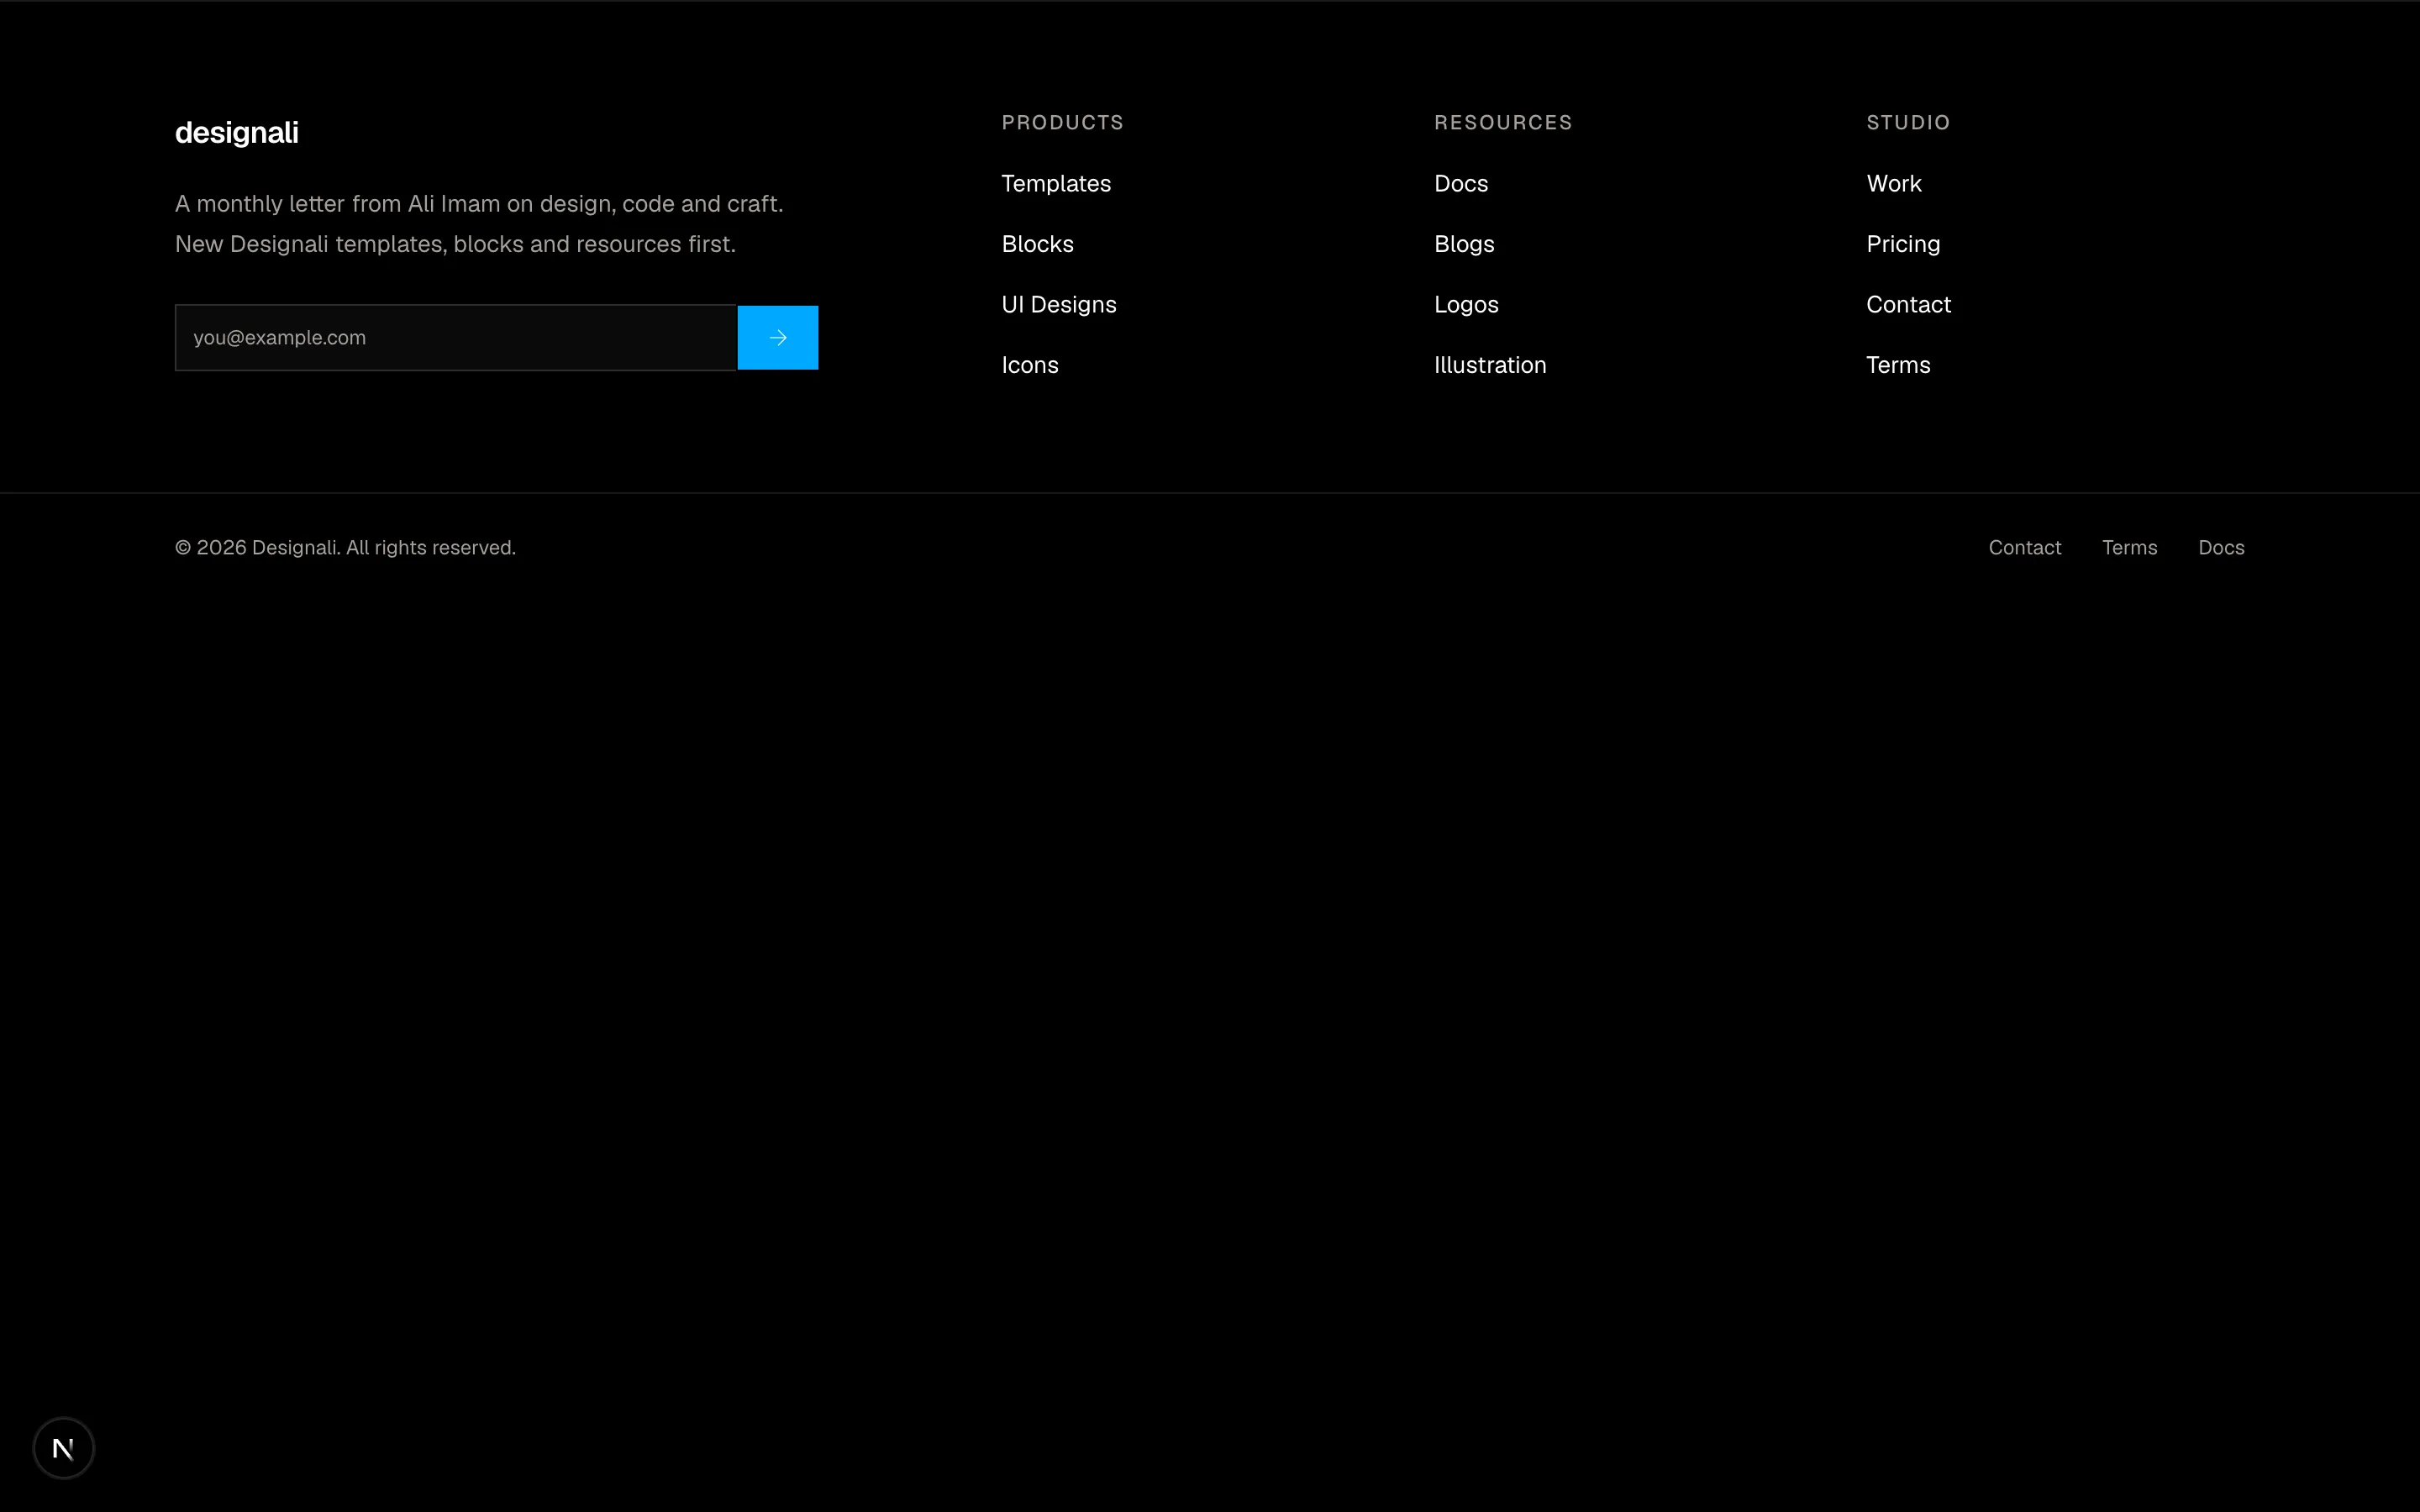 designali
A monthly letter from Ali Imam on design, code and craft.
New Designali templates, blocks and resources first.
you@example.com
PRODUCTS
Templates
Blocks
UI Designs
Icons
RESOURCES
Docs
Blogs
Logos
Illustration
STUDIO
Work
Pricing
Contact
Terms
© 2026 Designali. All rights reserved.
Contact
Terms
Docs
N